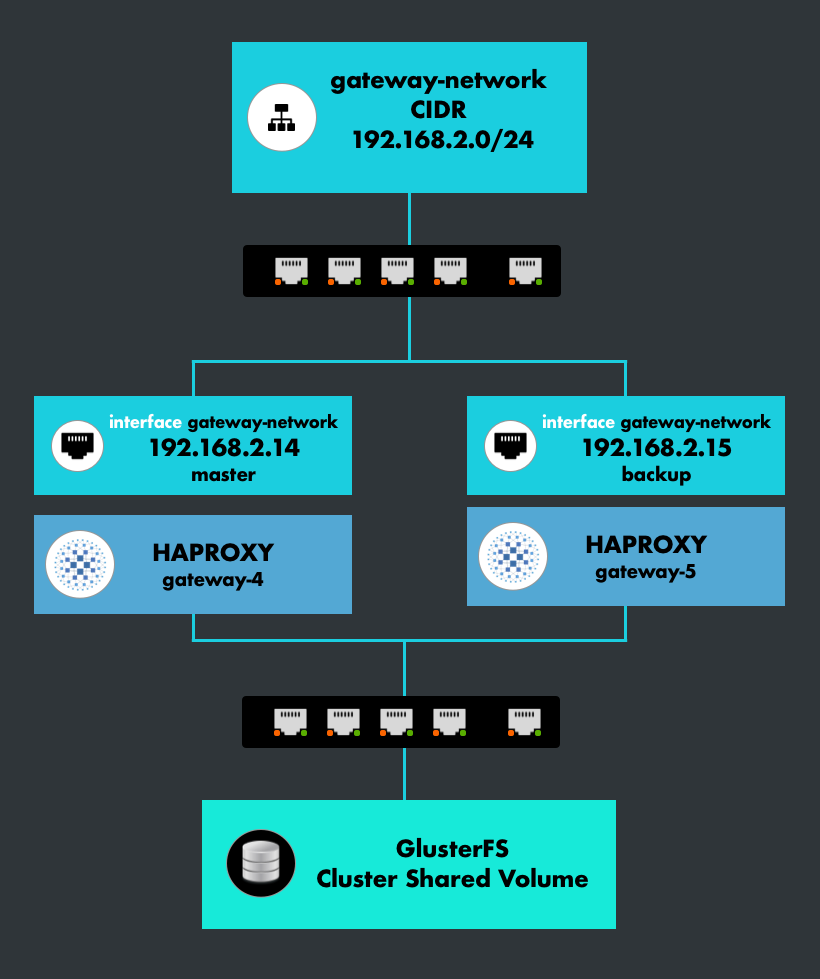 gateway-network
CIDR
192.168.2.0/24
interface gateway-network
192.168.2.14
master
interface gateway-network
192.168.2.15
backup
HAPROXY
gateway-4
HAPROXY
gateway-5
GlusterFS
Cluster Shared Volume